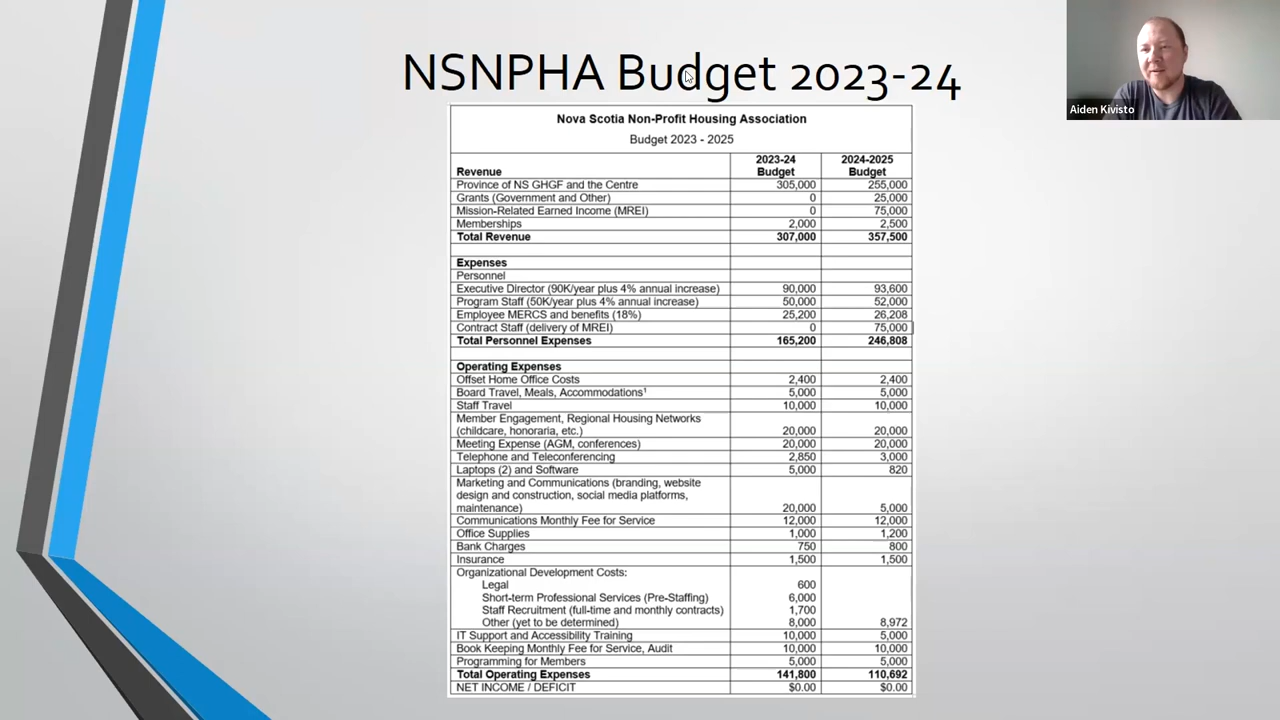 NSNPHA Budget 2023-24
Aiden Kivisto
Nova Scotia Non-Profit Housing Association
Budget 2023 - 2025
Revenue 2023-24 Budget 2024-2025 Budget
Province of NS GHGF and the Centre 305,000 255,000
Grants (Government and Other) 0 25,000
Mission-Related Earned Income (MREI) 0 75,000
Memberships 2,000 2,500
Total Revenue 307,000 357,500
Expenses
Personnel
Executive Director (90K/year plus 4% annual increase) 90,000 93,600
Program Staff (50K/year plus 4% annual increase) 50,000 52,000
Employee MERCS and benefits (18%) 25,200 26,208
Contract Staff (delivery of MREI) 0 75,000
Total Personnel Expenses 165,200 246,808
Operating Expenses
Offset Home Office Costs 2,400 2,400
Board Travel, Meals, Accommodations¹ 5,000 5,000
Staff Travel 10,000 10,000
Member Engagement, Regional Housing Networks
(childcare, honoraria, etc.) 20,000 20,000
Meeting Expense (AGM, conferences) 20,000 20,000
Telephone and Teleconferencing 2,850 3,000
Laptops (2) and Software 5,000 820
Marketing and Communications (branding, website
design and construction, social media platforms,
maintenance) 20,000 5,000
Communications Monthly Fee for Service 12,000 12,000
Office Supplies 1,000 1,200
Bank Charges 750 800
Insurance 1,500 1,500
Organizational Development Costs:
Legal 600
Short-term Professional Services (Pre-Staffing) 6,000
Staff Recruitment (full-time and monthly contracts) 1,700
Other (yet to be determined) 8,000 8,972
IT Support and Accessibility Training 10,000 5,000
Book Keeping Monthly Fee for Service, Audit 10,000 10,000
Programming for Members 5,000 5,000
Total Operating Expenses 141,800 110,692
NET INCOME / DEFICIT $0.00 $0.00